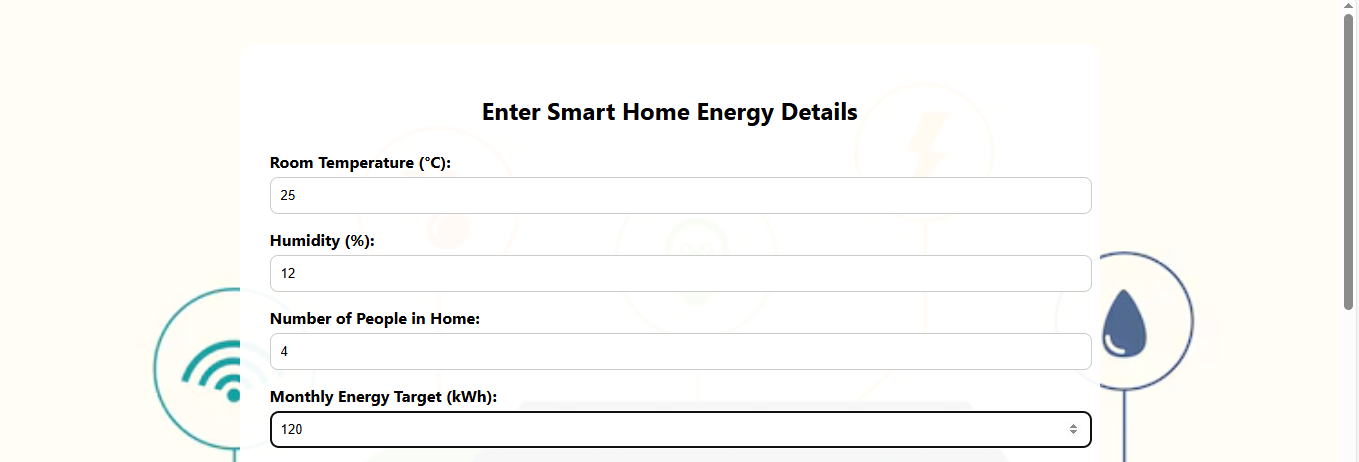 Enter Smart Home Energy Details
Room Temperature (°C):
25
Humidity (%):
12
Number of People in Home:
4
Monthly Energy Target (kWh):
120